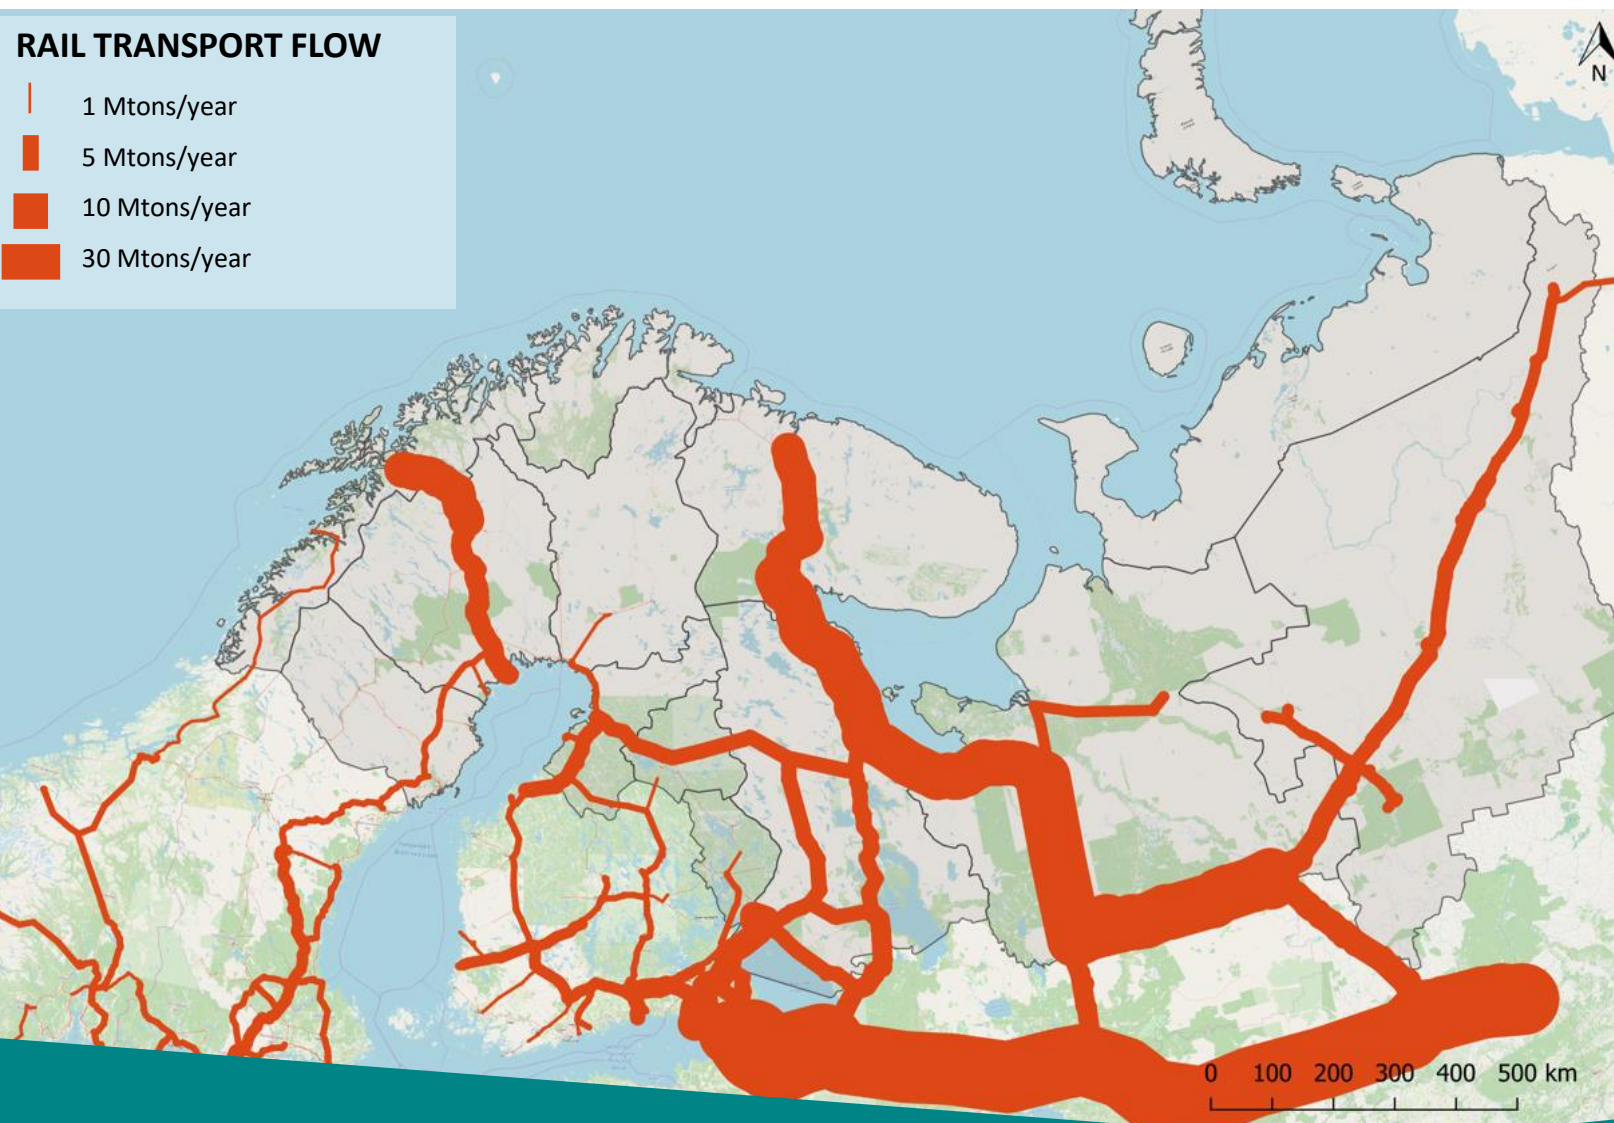 RAIL TRANSPORT FLOW
1 Mtons/year
5 Mtons/year
10 Mtons/year
30 Mtons/year
N
0 100 200 300 400 500 km